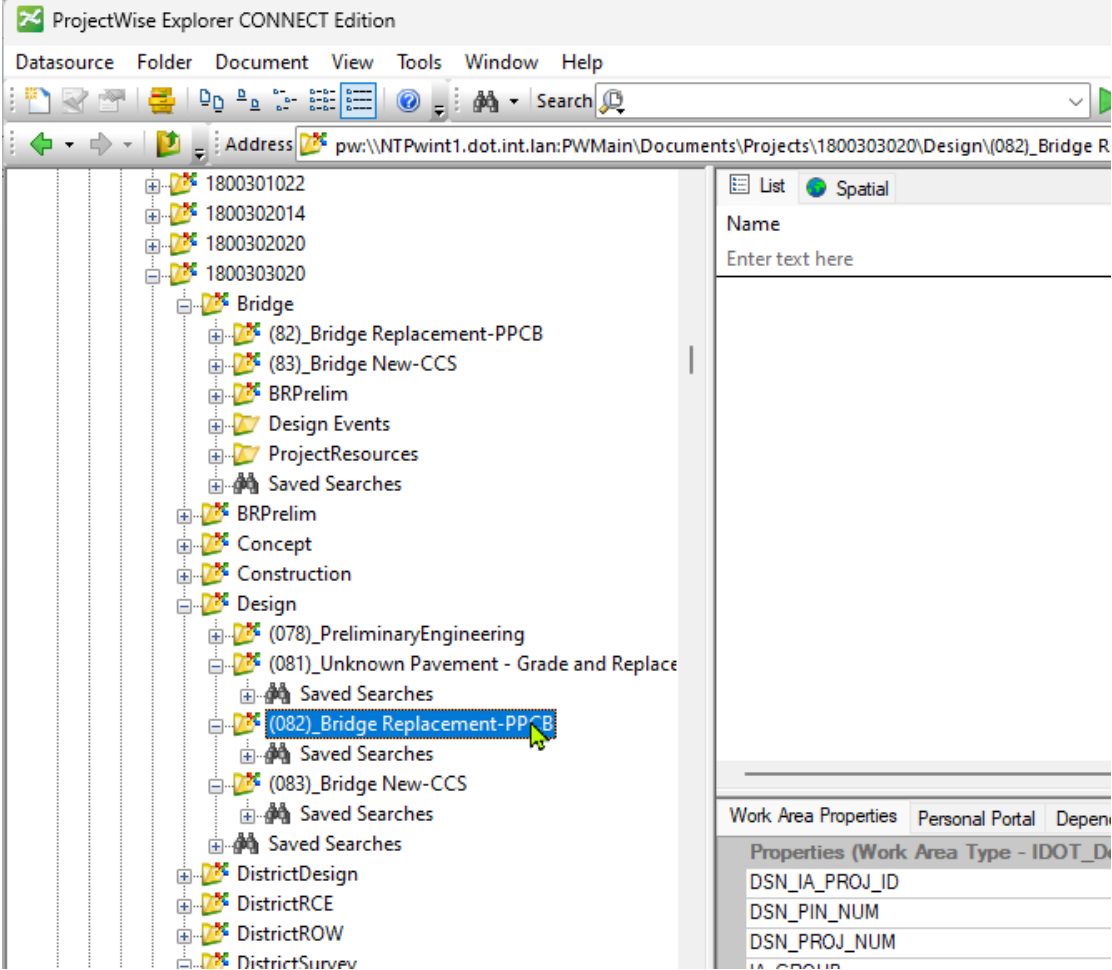 ProjectWise Explorer CONNECT Edition
Datasource Folder Document View Tools Window Help
Search
Address pw:\\NTPwint1.dot.int.lan:PWMain\Documents\Projects\1800303020\Design\(082)_Bridge R
1800301022
1800302014
1800302020
1800303020
Bridge
(82)_Bridge Replacement-PPCB
(83)_Bridge New-CCS
BRPrelim
Design Events
ProjectResources
Saved Searches
BRPrelim
Concept
Construction
Design
(078)_PreliminaryEngineering
(081)_Unknown Pavement - Grade and Replace
Saved Searches
(082)_Bridge Replacement-PPCB
Saved Searches
(083)_Bridge New-CCS
Saved Searches
Saved Searches
DistrictDesign
DistrictRCE
DistrictROW
DistrictSurvey
List Spatial
Name
Enter text here
Work Area Properties Personal Portal Depen
Properties (Work Area Type - IDOT_De
DSN_IA_PROJ_ID
DSN_PIN_NUM
DSN_PROJ_NUM
IA_GROUP